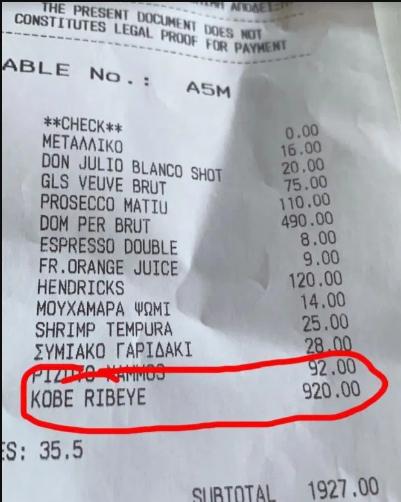 THE PRESENT DOCUMENT DOES NOT
CONSTITUTES LEGAL PROOF FOR PAYMENT
ABLE No.: A5M
**CHECK** 0.00
ΜΕΤΑΛΛΙΚΟ 16.00
DON JULIO BLANCO SHOT 20.00
GLS VEUVE BRUT 75.00
PROSECCO MATIU 110.00
DOM PER BRUT 490.00
ESPRESSO DOUBLE 8.00
FR.ORANGE JUICE 9.00
HENDRICKS 120.00
ΜΟΥΧΑΜΑΡΑ ΨΩΜΙ 14.00
SHRIMP TEMPURA 25.00
ΣΥΜΙΑΚΟ ΓΑΡΙΔΑΚΙ 28.00
ΡΙΖΟΤΟ NAMMOS 92.00
KOBE RIBEYE 920.00
ES: 35.5
SUBTOTAL 1927.00